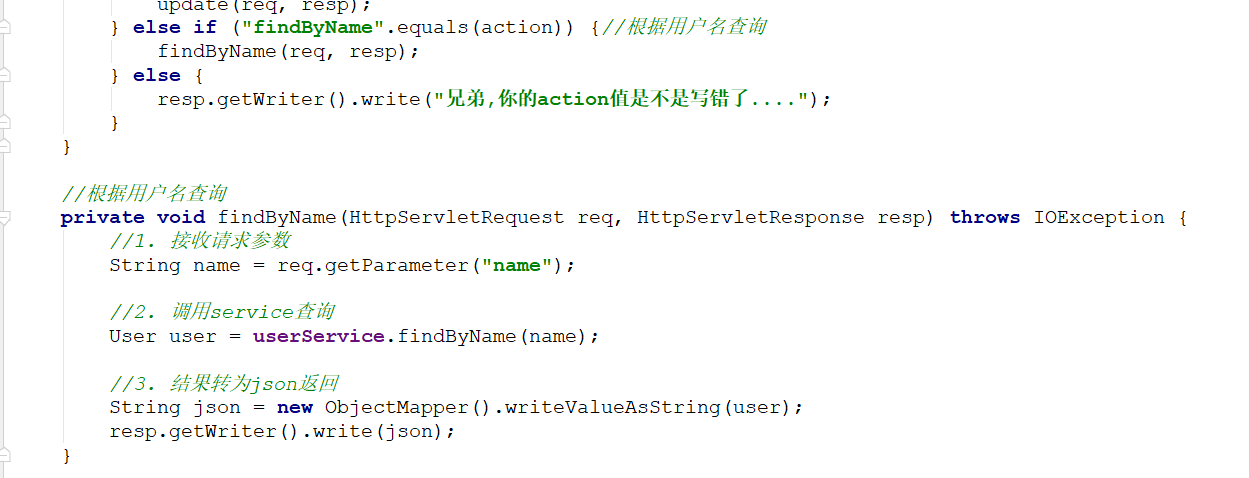 update(req, resp);
} else if ("findByName".equals(action)) {//根据用户名查询
findByName(req, resp);
} else {
resp.getWriter().write("兄弟,你的action值是不是写错了....");
}
}
//根据用户名查询
private void findByName(HttpServletRequest req, HttpServletResponse resp) throws IOException {
//1. 接收请求参数
String name = req.getParameter("name");
//2. 调用service查询
User user = userService.findByName(name);
//3. 结果转为json返回
String json = new ObjectMapper().writeValueAsString(user);
resp.getWriter().write(json);
}